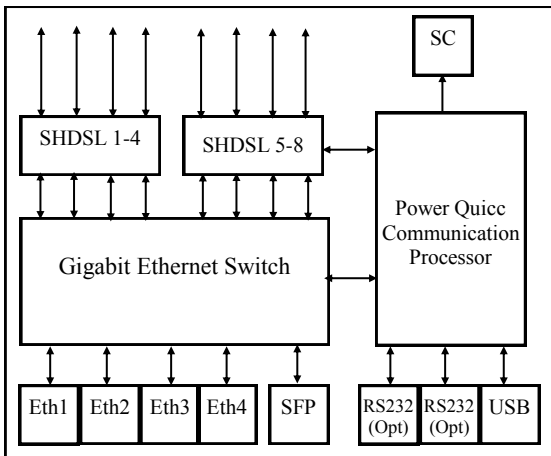 SC
SHDSL 1-4
SHDSL 5-8
Power Quicc
Communication
Processor
Gigabit Ethernet Switch
Eth1
Eth2
Eth3
Eth4
SFP
RS232
(Opt)
RS232
(Opt)
USB